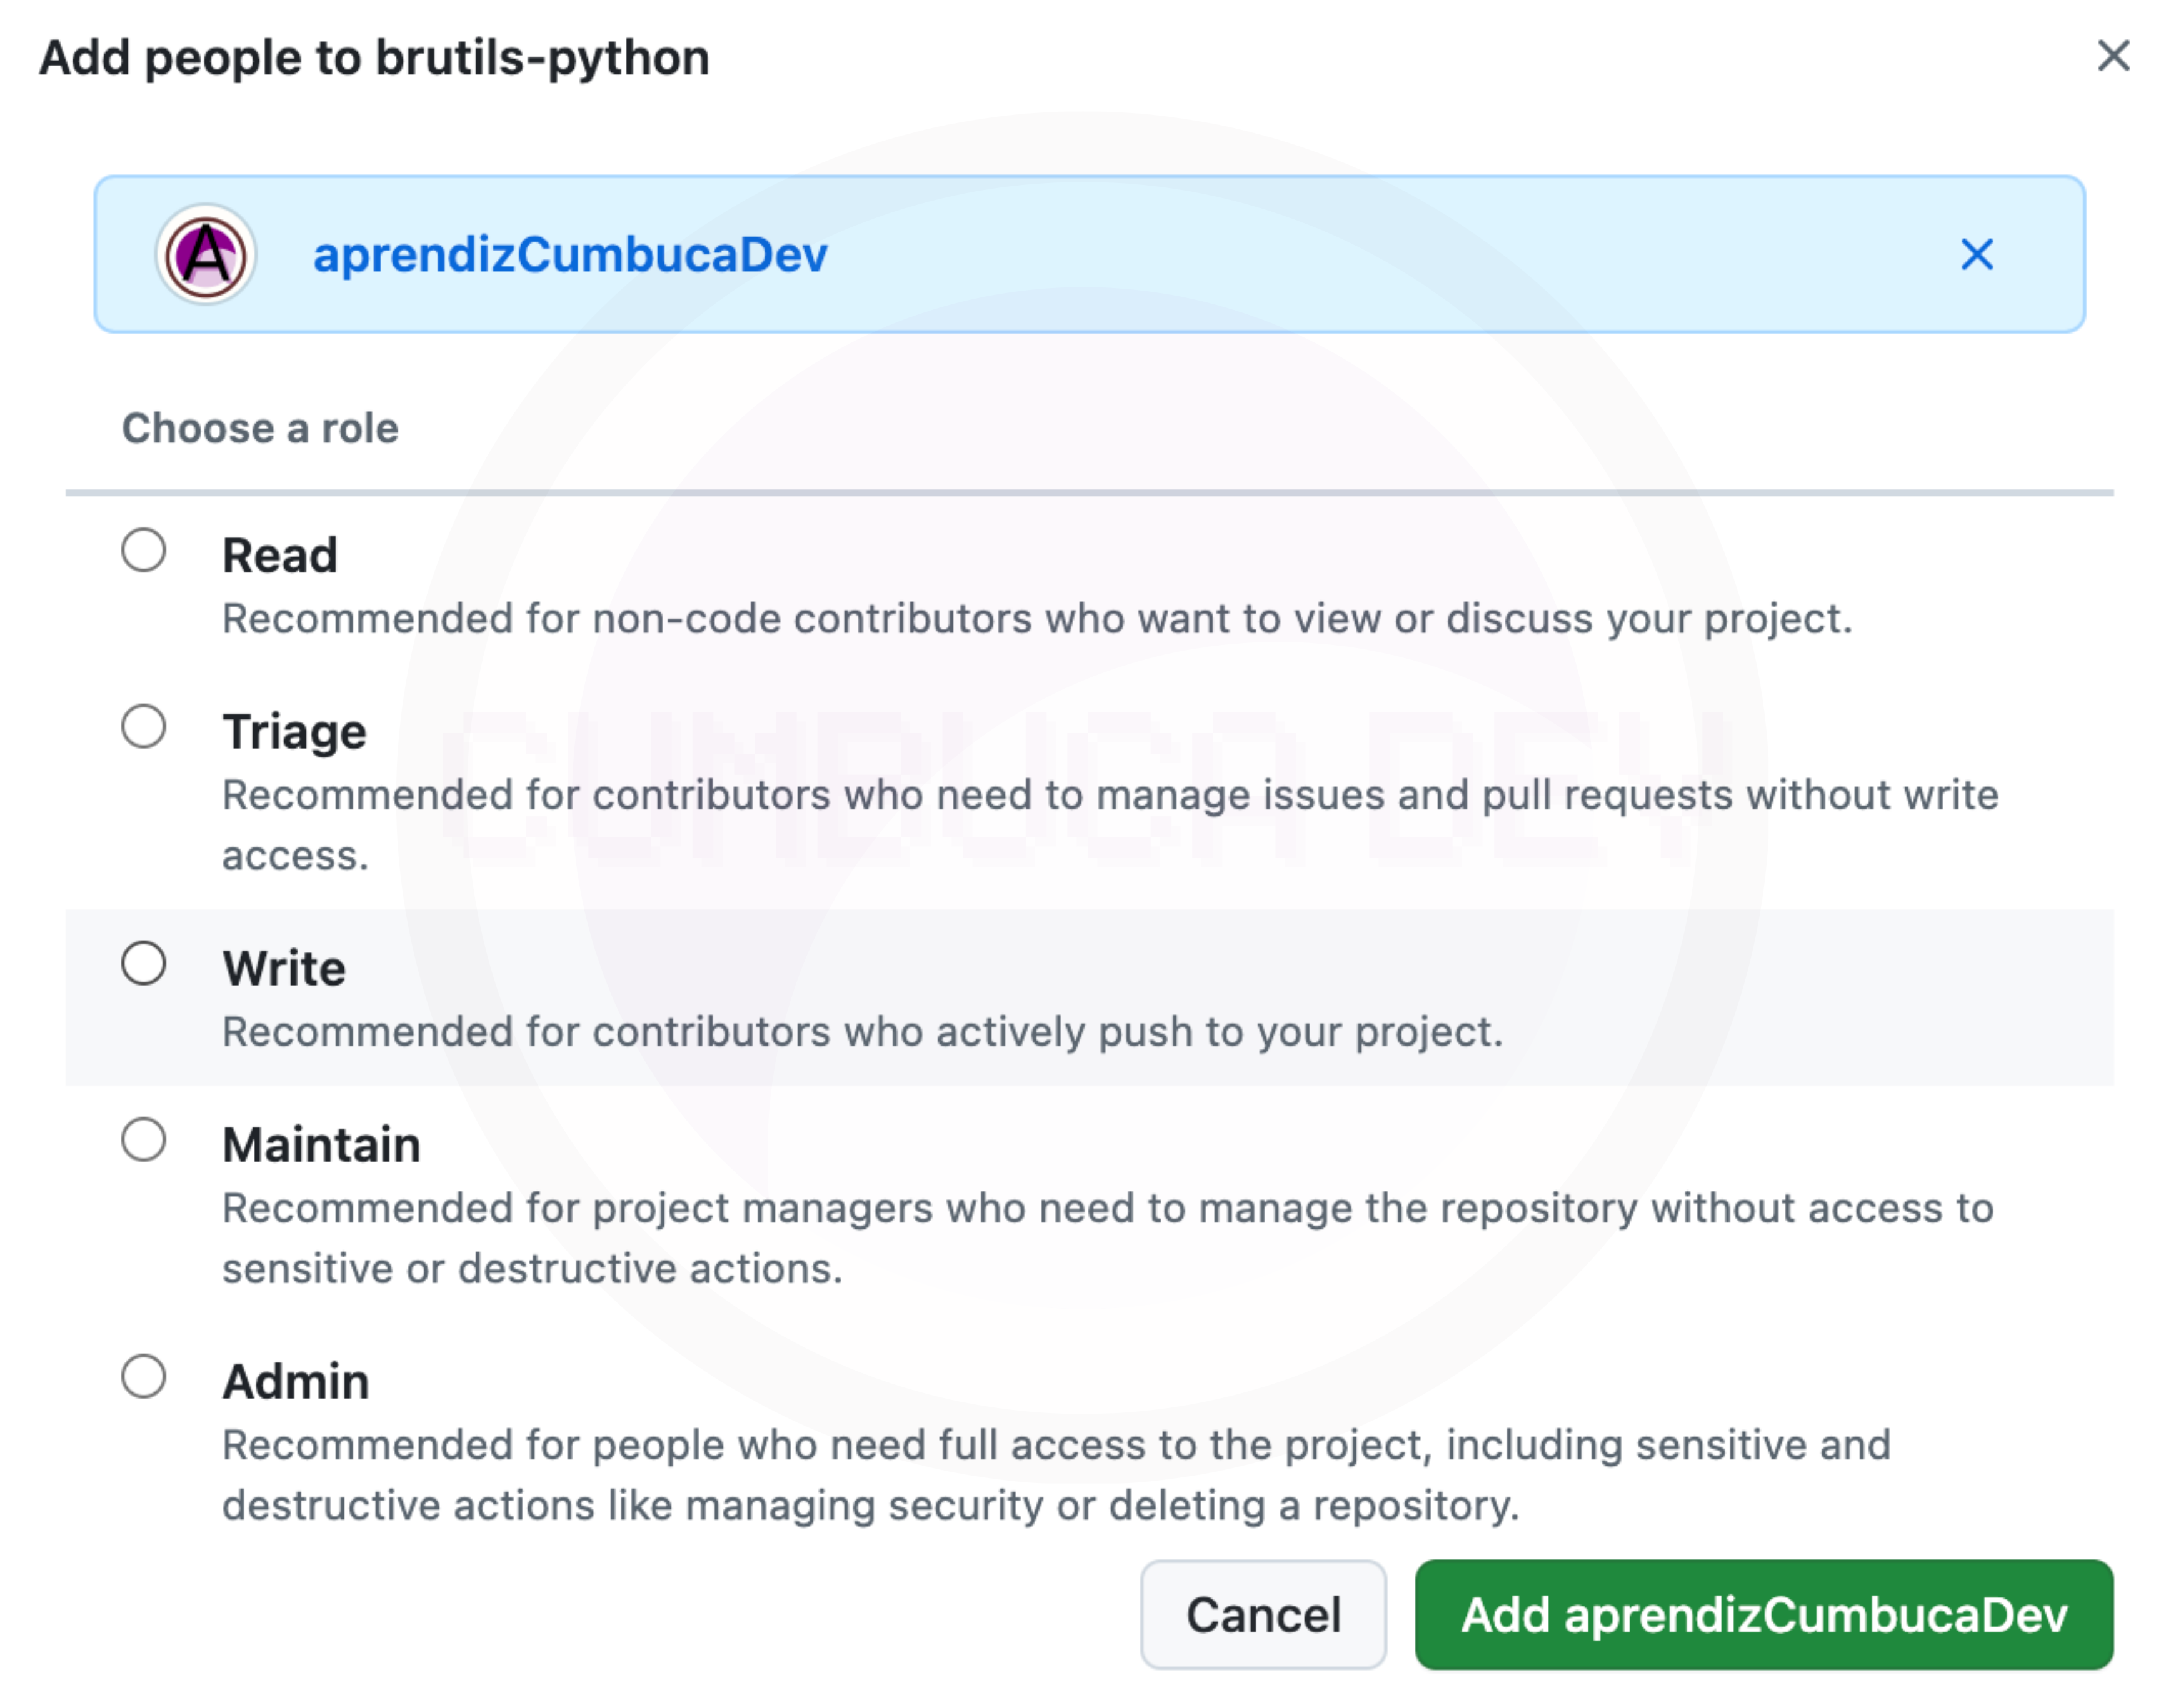 Add people to brutils-python
A
aprendizCumbucaDev
Choose a role
Read
Recommended for non-code contributors who want to view or discuss your project.
Triage
Recommended for contributors who need to manage issues and pull requests without write
access.
CUMBUCA DEV
Write
Recommended for contributors who actively push to your project.
Maintain
Recommended for project managers who need to manage the repository without access to
sensitive or destructive actions.
Admin
Recommended for people who need full access to the project, including sensitive and
destructive actions like managing security or deleting a repository.
Cancel
Add aprendizCumbucaDev